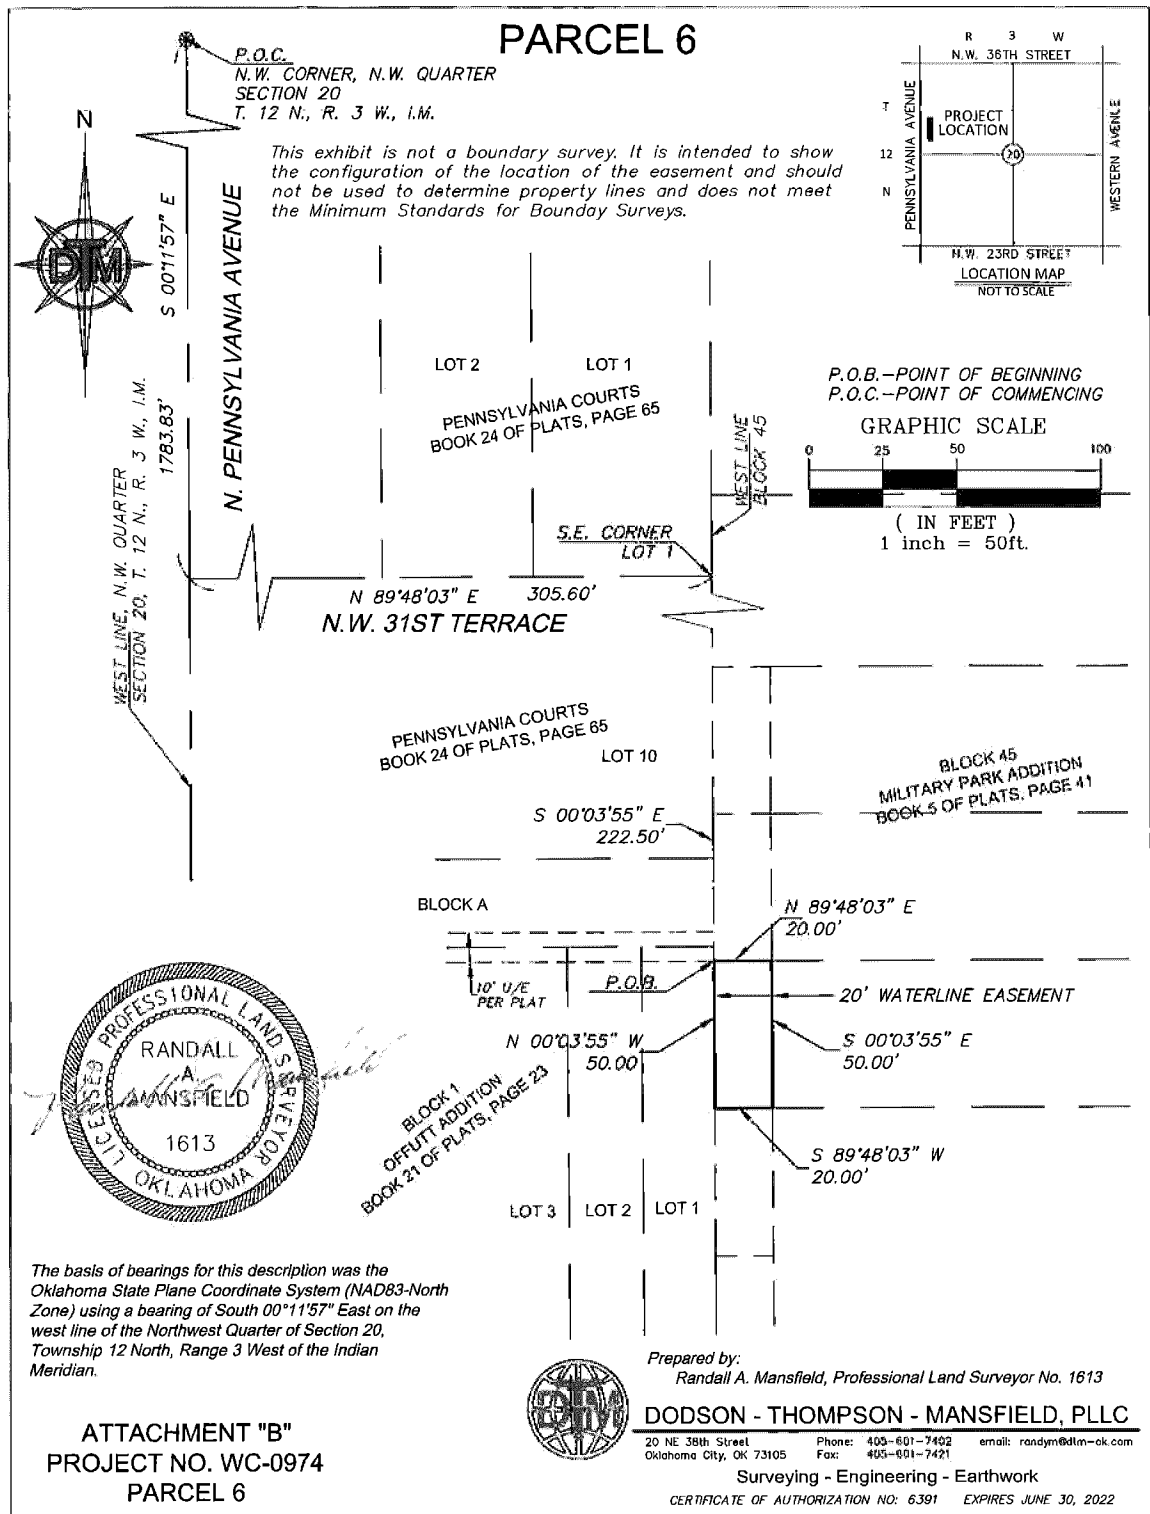 PARCEL 6
P.O.C.
N.W. CORNER, N.W. QUARTER
SECTION 20
T. 12 N., R. 3 W., I.M.
This exhibit is not a boundary survey. It is intended to show
the configuration of the location of the easement and should
not be used to determine property lines and does not meet
the Minimum Standards for Bounday Surveys.
R 3 W
N.W. 36TH STREET
T
12
N
PENNSYLVANIA AVENUE
PROJECT
LOCATION
20
WESTERN AVENUE
N.W. 23RD STREET
LOCATION MAP
NOT TO SCALE
N
DTM
S 00°11'57" E
1783.83'
N. PENNSYLVANIA AVENUE
WEST LINE, N.W. QUARTER
SECTION 20, T. 12 N., R. 3 W., I.M.
LOT 2
LOT 1
PENNSYLVANIA COURTS
BOOK 24 OF PLATS, PAGE 65
WEST LINE
BLOCK 45
P.O.B.-POINT OF BEGINNING
P.O.C.-POINT OF COMMENCING
GRAPHIC SCALE
0 25 50 100
( IN FEET )
1 inch = 50ft.
S.E. CORNER
LOT 1
N 89°48'03" E 305.60'
N.W. 31ST TERRACE
PENNSYLVANIA COURTS
BOOK 24 OF PLATS, PAGE 65
LOT 10
BLOCK 45
MILITARY PARK ADDITION
BOOK 5 OF PLATS, PAGE 41
S 00°03'55" E
222.50'
BLOCK A
N 89°48'03" E
20.00'
10' U/E
PER PLAT
P.O.B.
20' WATERLINE EASEMENT
N 00°03'55" W
50.00'
S 00°03'55" E
50.00'
BLOCK 1
OFFUTT ADDITION
BOOK 21 OF PLATS, PAGE 23
S 89°48'03" W
20.00'
LOT 3
LOT 2
LOT 1
LICENSED PROFESSIONAL LAND SURVEYOR
RANDALL
A
MANSFIELD
1613
OKLAHOMA
The basis of bearings for this description was the
Oklahoma State Plane Coordinate System (NAD83-North
Zone) using a bearing of South 00°11'57" East on the
west line of the Northwest Quarter of Section 20,
Township 12 North, Range 3 West of the Indian
Meridian.
ATTACHMENT "B"
PROJECT NO. WC-0974
PARCEL 6
DTM
Prepared by:
Randall A. Mansfield, Professional Land Surveyor No. 1613
DODSON - THOMPSON - MANSFIELD, PLLC
20 NE 38th Street Phone: 405-601-7402 email: randym@dtm-ok.com
Oklahoma City, OK 73105 Fax: 405-601-7421
Surveying - Engineering - Earthwork
CERTIFICATE OF AUTHORIZATION NO: 6391 EXPIRES JUNE 30, 2022